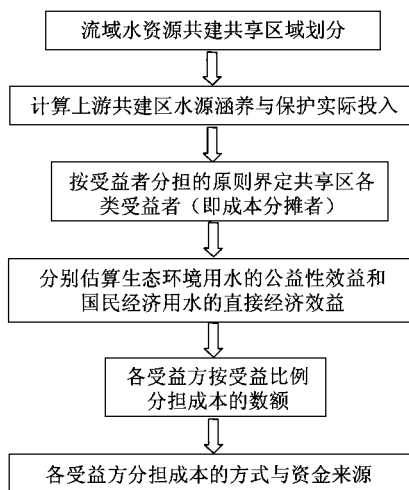 流域水资源共建共享区域划分
计算上游共建区水源涵养与保护实际投入
按受益者分担的原则界定共享区各
类受益者（即成本分摊者）
分别估算生态环境用水的公益性效益和
国民经济用水的直接经济效益
各受益方按受益比例
分担成本的数额
各受益方分担成本的方式与资金来源